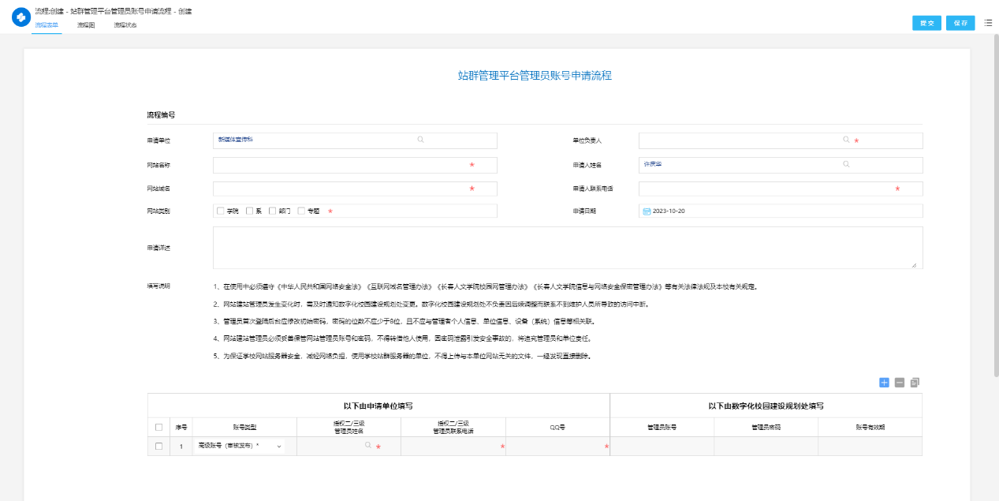 流程:创建 - 站群管理平台管理员账号申请流程 - 创建
流程表单 流程图 流程状态
提交 保存
站群管理平台管理员账号申请流程
流程编号
申请单位 新媒体宣传科 单位负责人 *
网站名称 * 申请人姓名 许庆华
网站域名 * 申请人联系电话 *
网站类别 学院 系 部门 专题 * 申请日期 2023-10-20
申请详述
填写说明
1、在使用中必须遵守《中华人民共和国网络安全法》《互联网域名管理办法》《长春人文学院校园网管理办法》《长春人文学院信息与网络安全保密管理办法》等有关法律法规及本校有关规定。
2、网站建站管理员发生变化时，需及时通知数字化校园建设规划处变更。数字化校园建设规划处不负责因后续调整而联系不到维护人员所导致的访问中断。
3、管理员首次登陆后台应修改初始密码，密码的位数不应少于8位，且不应与管理者个人信息、单位信息、设备（系统）信息等相关联。
4、网站建站管理员必须妥善保管网站管理员账号和密码，不得转借他人使用，因密码泄露引发安全事故的，将追究管理员和单位责任。
5、为保证学校网站服务器安全，减轻网络负担，使用学校站群服务器的单位，不得上传与本单位网站无关的文件，一经发现直接删除。
以下由申请单位填写 以下由数字化校园建设规划处填写
序号 账号类型 授权二/三级 管理员姓名 授权二/三级 管理员联系电话 QQ号 管理员账号 管理员密码 账号有效期
1 高级账号（审核发布）* * * *